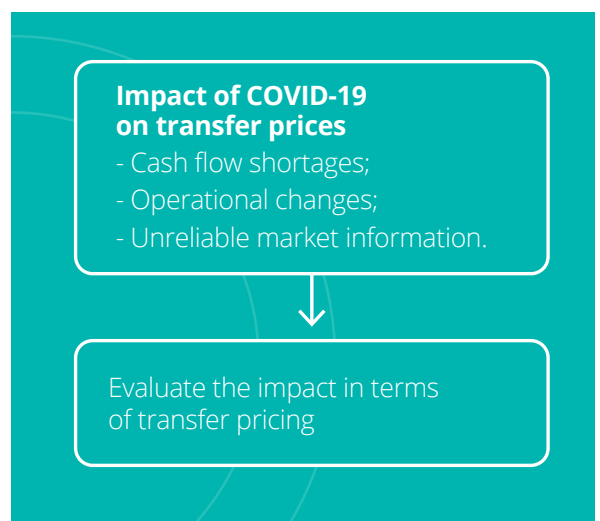 Impact of COVID-19
on transfer prices
- Cash flow shortages;
- Operational changes;
- Unreliable market information.
Evaluate the impact in terms
of transfer pricing